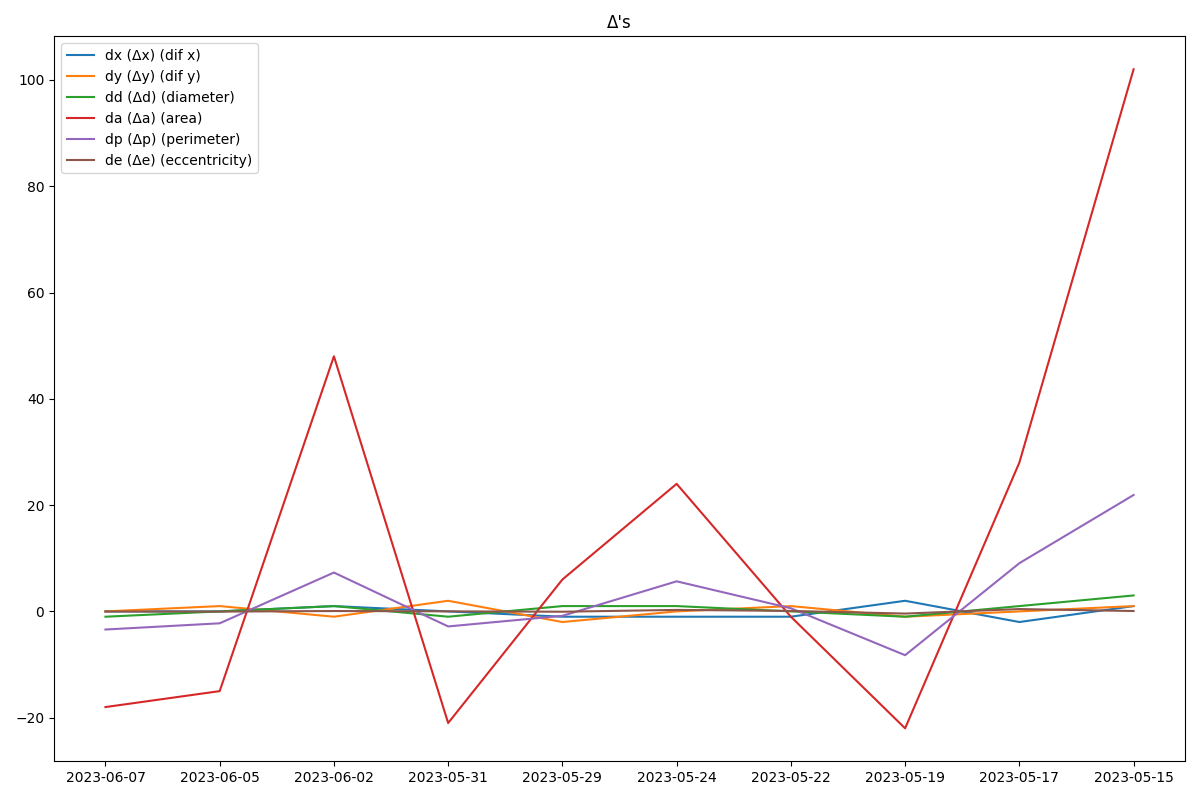 Δ's
dx (Δx) (dif x)
dy (Δy) (dif y)
dd (Δd) (diameter)
da (Δa) (area)
dp (Δp) (perimeter)
de (Δe) (eccentricity)
100
80
60
40
20
0
−20
2023-06-07 2023-06-05 2023-06-02 2023-05-31 2023-05-29 2023-05-24 2023-05-22 2023-05-19 2023-05-17 2023-05-15